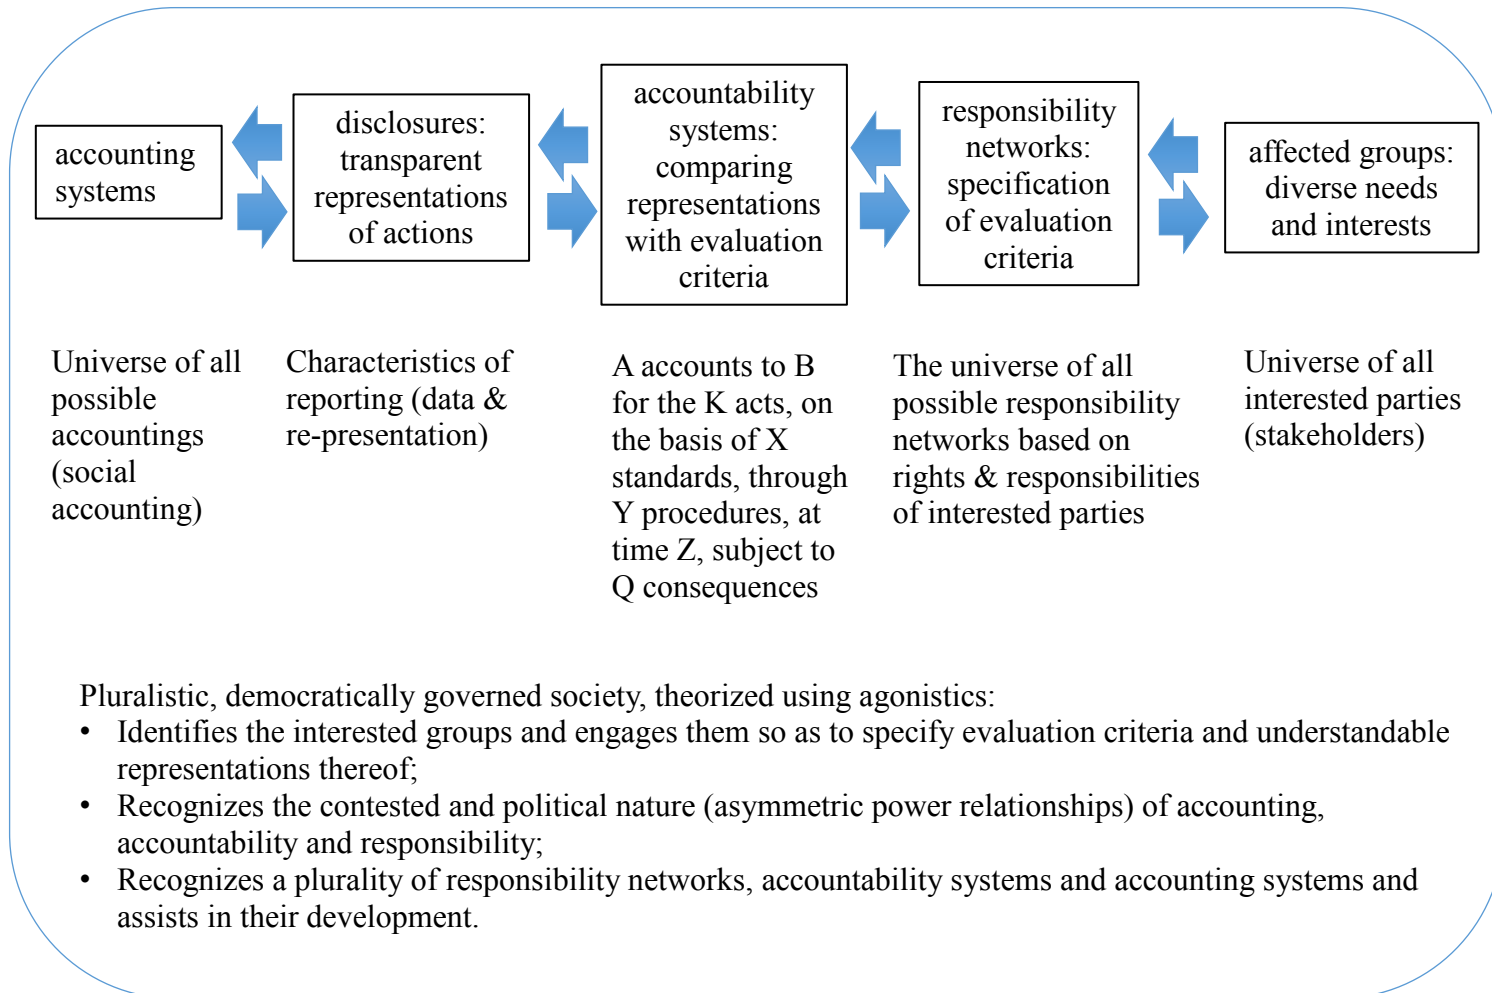 accounting
systems
disclosures:
transparent
representations
of actions
accountability
systems:
comparing
representations
with evaluation
criteria
responsibility
networks:
specification
of evaluation
criteria
affected groups:
diverse needs
and interests
Universe of all
possible
accountings
(social
accounting)
Characteristics of
reporting (data &
re-presentation)
A accounts to B
for the K acts, on
the basis of X
standards, through
Y procedures, at
time Z, subject to
Q consequences
The universe of all
possible responsibility
networks based on
rights & responsibilities
of interested parties
Universe of all
interested parties
(stakeholders)
Pluralistic, democratically governed society, theorized using agonistics:
• Identifies the interested groups and engages them so as to specify evaluation criteria and understandable
representations thereof;
• Recognizes the contested and political nature (asymmetric power relationships) of accounting,
accountability and responsibility;
• Recognizes a plurality of responsibility networks, accountability systems and accounting systems and
assists in their development.